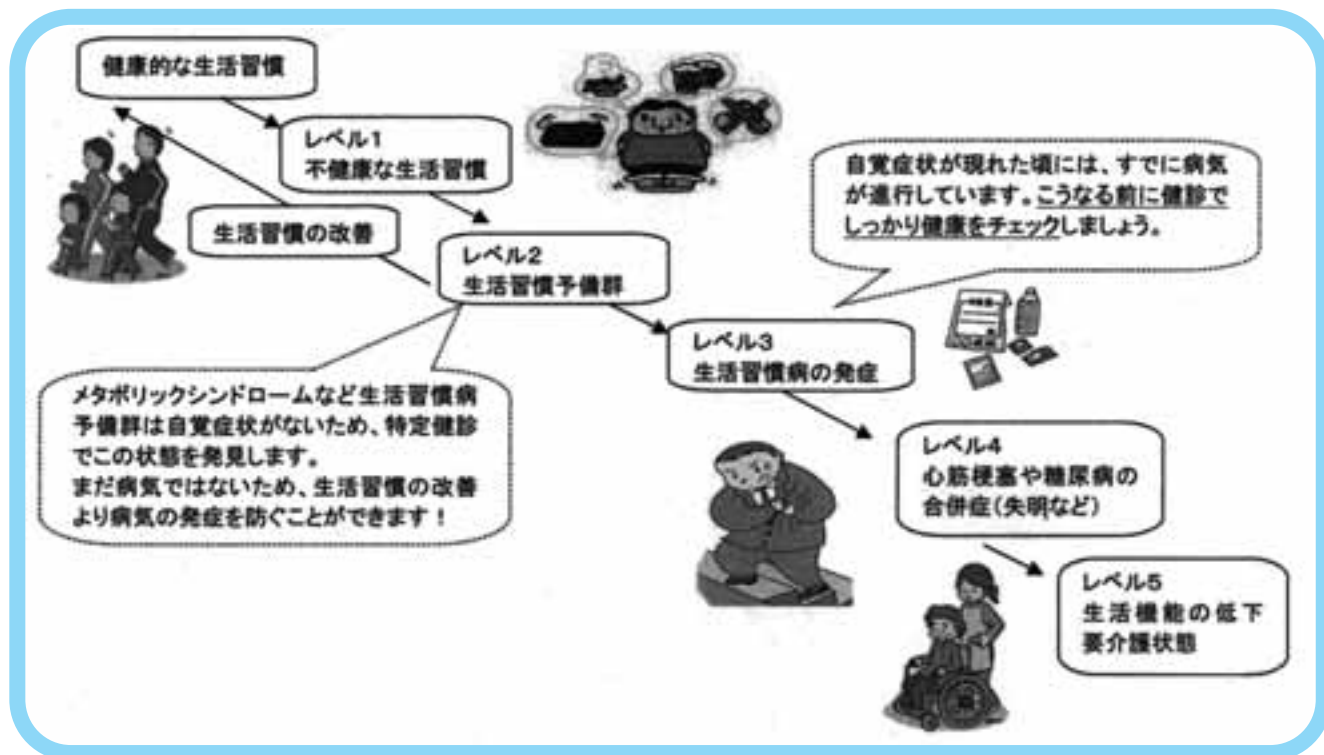 健康的な生活習慣
レベル1
不健康な生活習慣
生活習慣の改善
レベル2
生活習慣予備群
自覚症状が現れた頃には、すでに病気
が進行しています。こうなる前に健診で
しっかり健康をチェックしましょう。
レベル3
生活習慣病の発症
メタボリックシンドロームなど生活習慣病
予備群は自覚症状がないため、特定健診
でこの状態を発見します。
まだ病気ではないため、生活習慣の改善
より病気の発症を防ぐことができます！
レベル4
心筋梗塞や糖尿病の
合併症（失明など）
レベル5
生活機能の低下
要介護状態